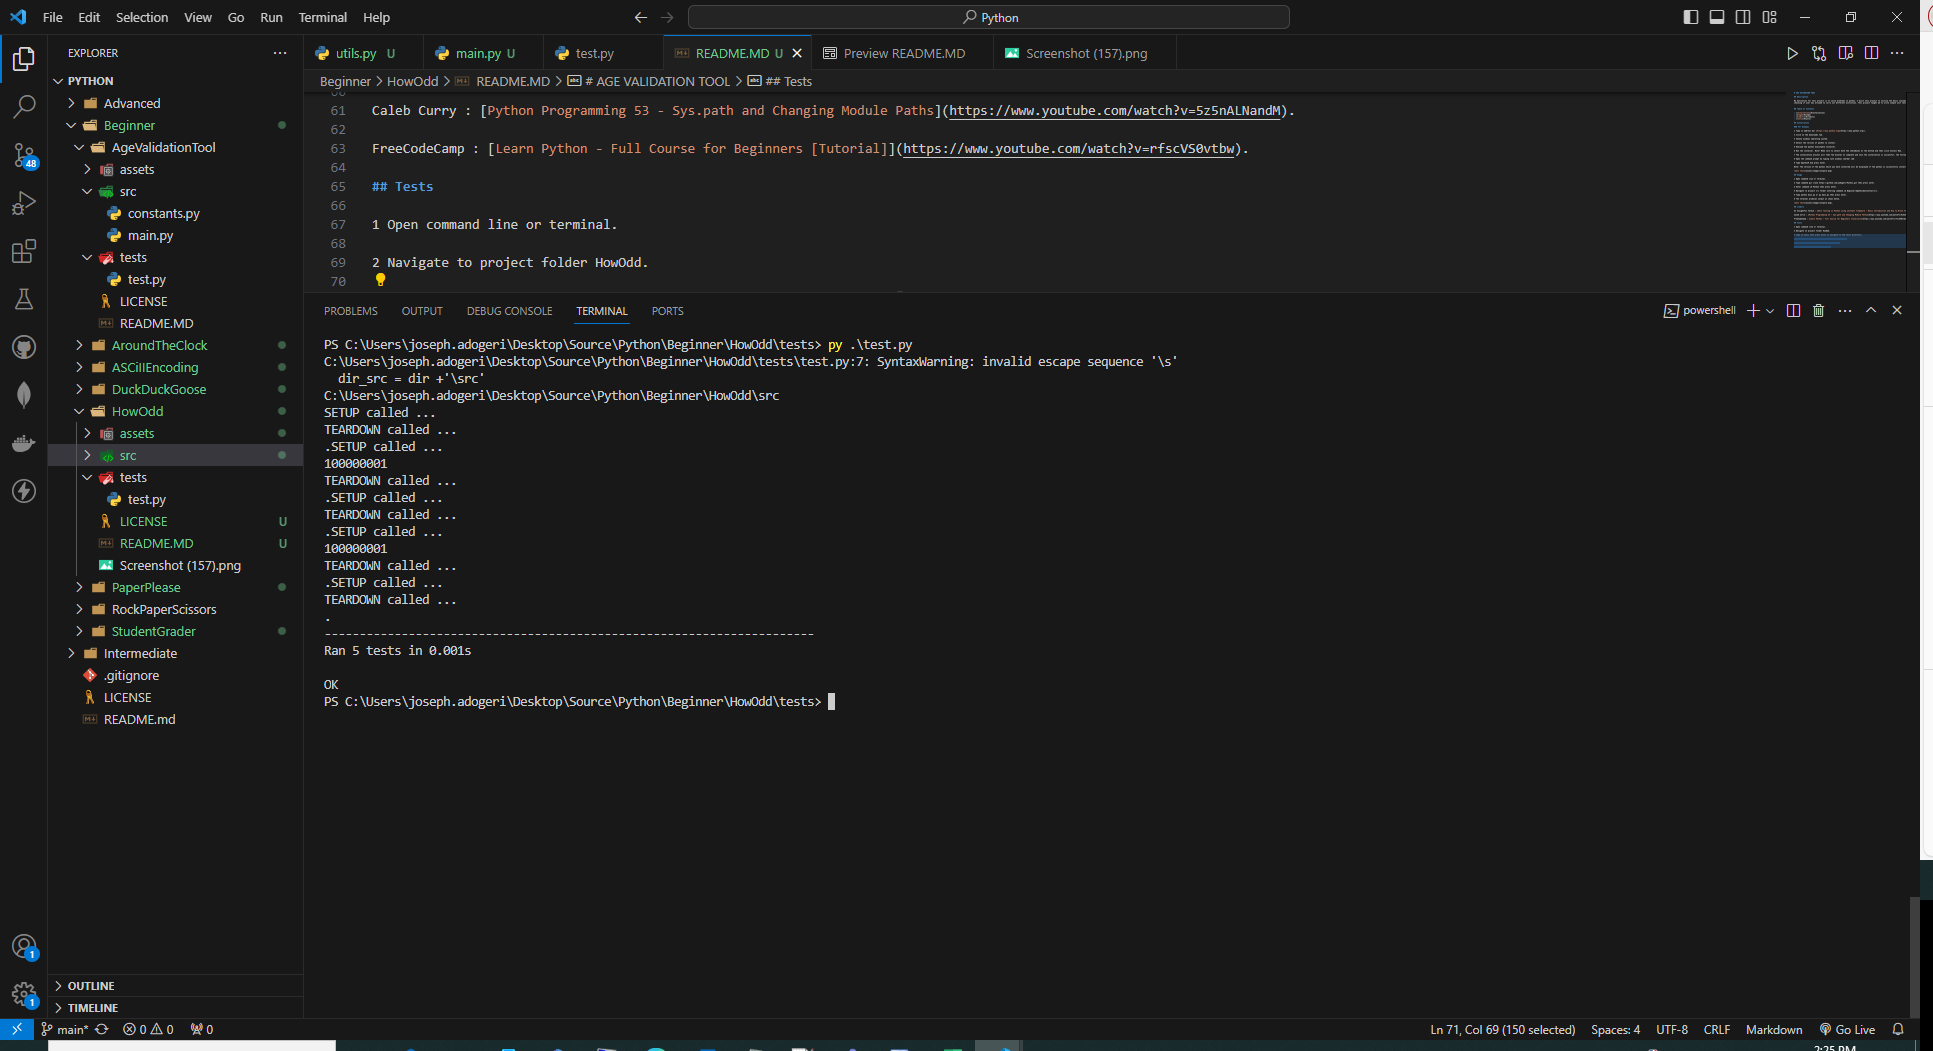 File Edit Selection View Go Run Terminal Help
Python
EXPLORER
PYTHON
Advanced
Beginner
AgeValidationTool
assets
src
constants.py
main.py
tests
test.py
LICENSE
README.MD
AroundTheClock
ASCiIIEncoding
DuckDuckGoose
HowOdd
assets
src
tests
test.py
LICENSE U
README.MD U
Screenshot (157).png
PaperPlease
RockPaperScissors
StudentGrader
Intermediate
.gitignore
LICENSE
README.md
OUTLINE
TIMELINE
48
1
1
utils.py U
main.py U
test.py
README.MD U
Preview README.MD
Screenshot (157).png
Beginner > HowOdd > README.MD > # AGE VALIDATION TOOL > ## Tests
61 Caleb Curry : [Python Programming 53 - Sys.path and Changing Module Paths](https://www.youtube.com/watch?v=5z5nALNandM).
62
63 FreeCodeCamp : [Learn Python - Full Course for Beginners [Tutorial]](https://www.youtube.com/watch?v=rfscVS0vtbw).
64
65 ## Tests
66
67 1 Open command line or terminal.
68
69 2 Navigate to project folder HowOdd.
70
PROBLEMS OUTPUT DEBUG CONSOLE TERMINAL PORTS
powershell
PS C:\Users\joseph.adogeri\Desktop\Source\Python\Beginner\HowOdd\tests> py .\test.py
C:\Users\joseph.adogeri\Desktop\Source\Python\Beginner\HowOdd\tests\test.py:7: SyntaxWarning: invalid escape sequence '\s'
dir_src = dir +'\src'
C:\Users\joseph.adogeri\Desktop\Source\Python\Beginner\HowOdd\src
SETUP called ...
TEARDOWN called ...
.SETUP called ...
100000001
TEARDOWN called ...
.SETUP called ...
TEARDOWN called ...
.SETUP called ...
100000001
TEARDOWN called ...
.SETUP called ...
TEARDOWN called ...
.
----------------------------------------------------------------------
Ran 5 tests in 0.001s
OK
PS C:\Users\joseph.adogeri\Desktop\Source\Python\Beginner\HowOdd\tests>
main* 0 0 0
Ln 71, Col 69 (150 selected) Spaces: 4 UTF-8 CRLF Markdown Go Live
2:25 PM